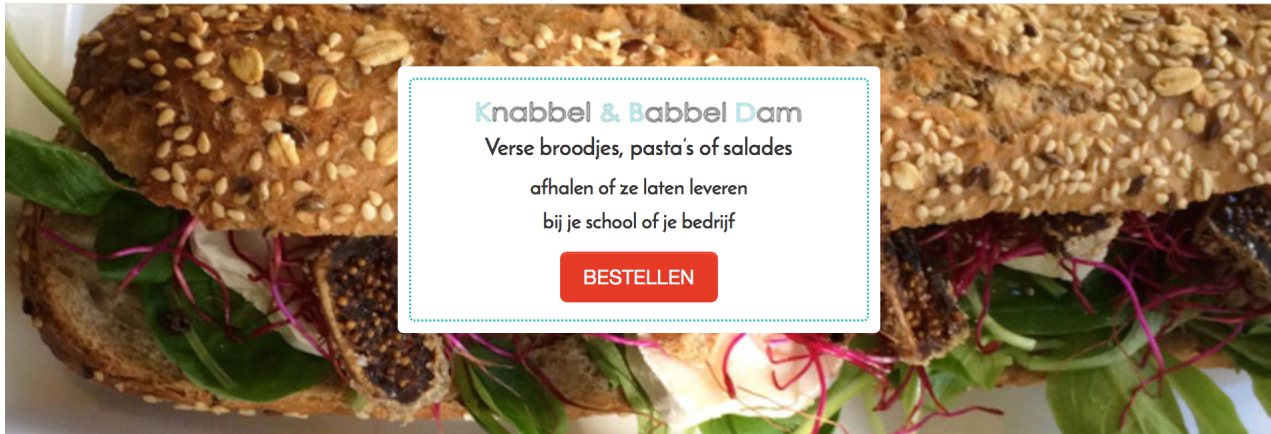 Knabbel & Babbel Dam
Verse broodjes, pasta's of salades
afhalen of ze laten leveren
bij je school of je bedrijf
BESTELLEN